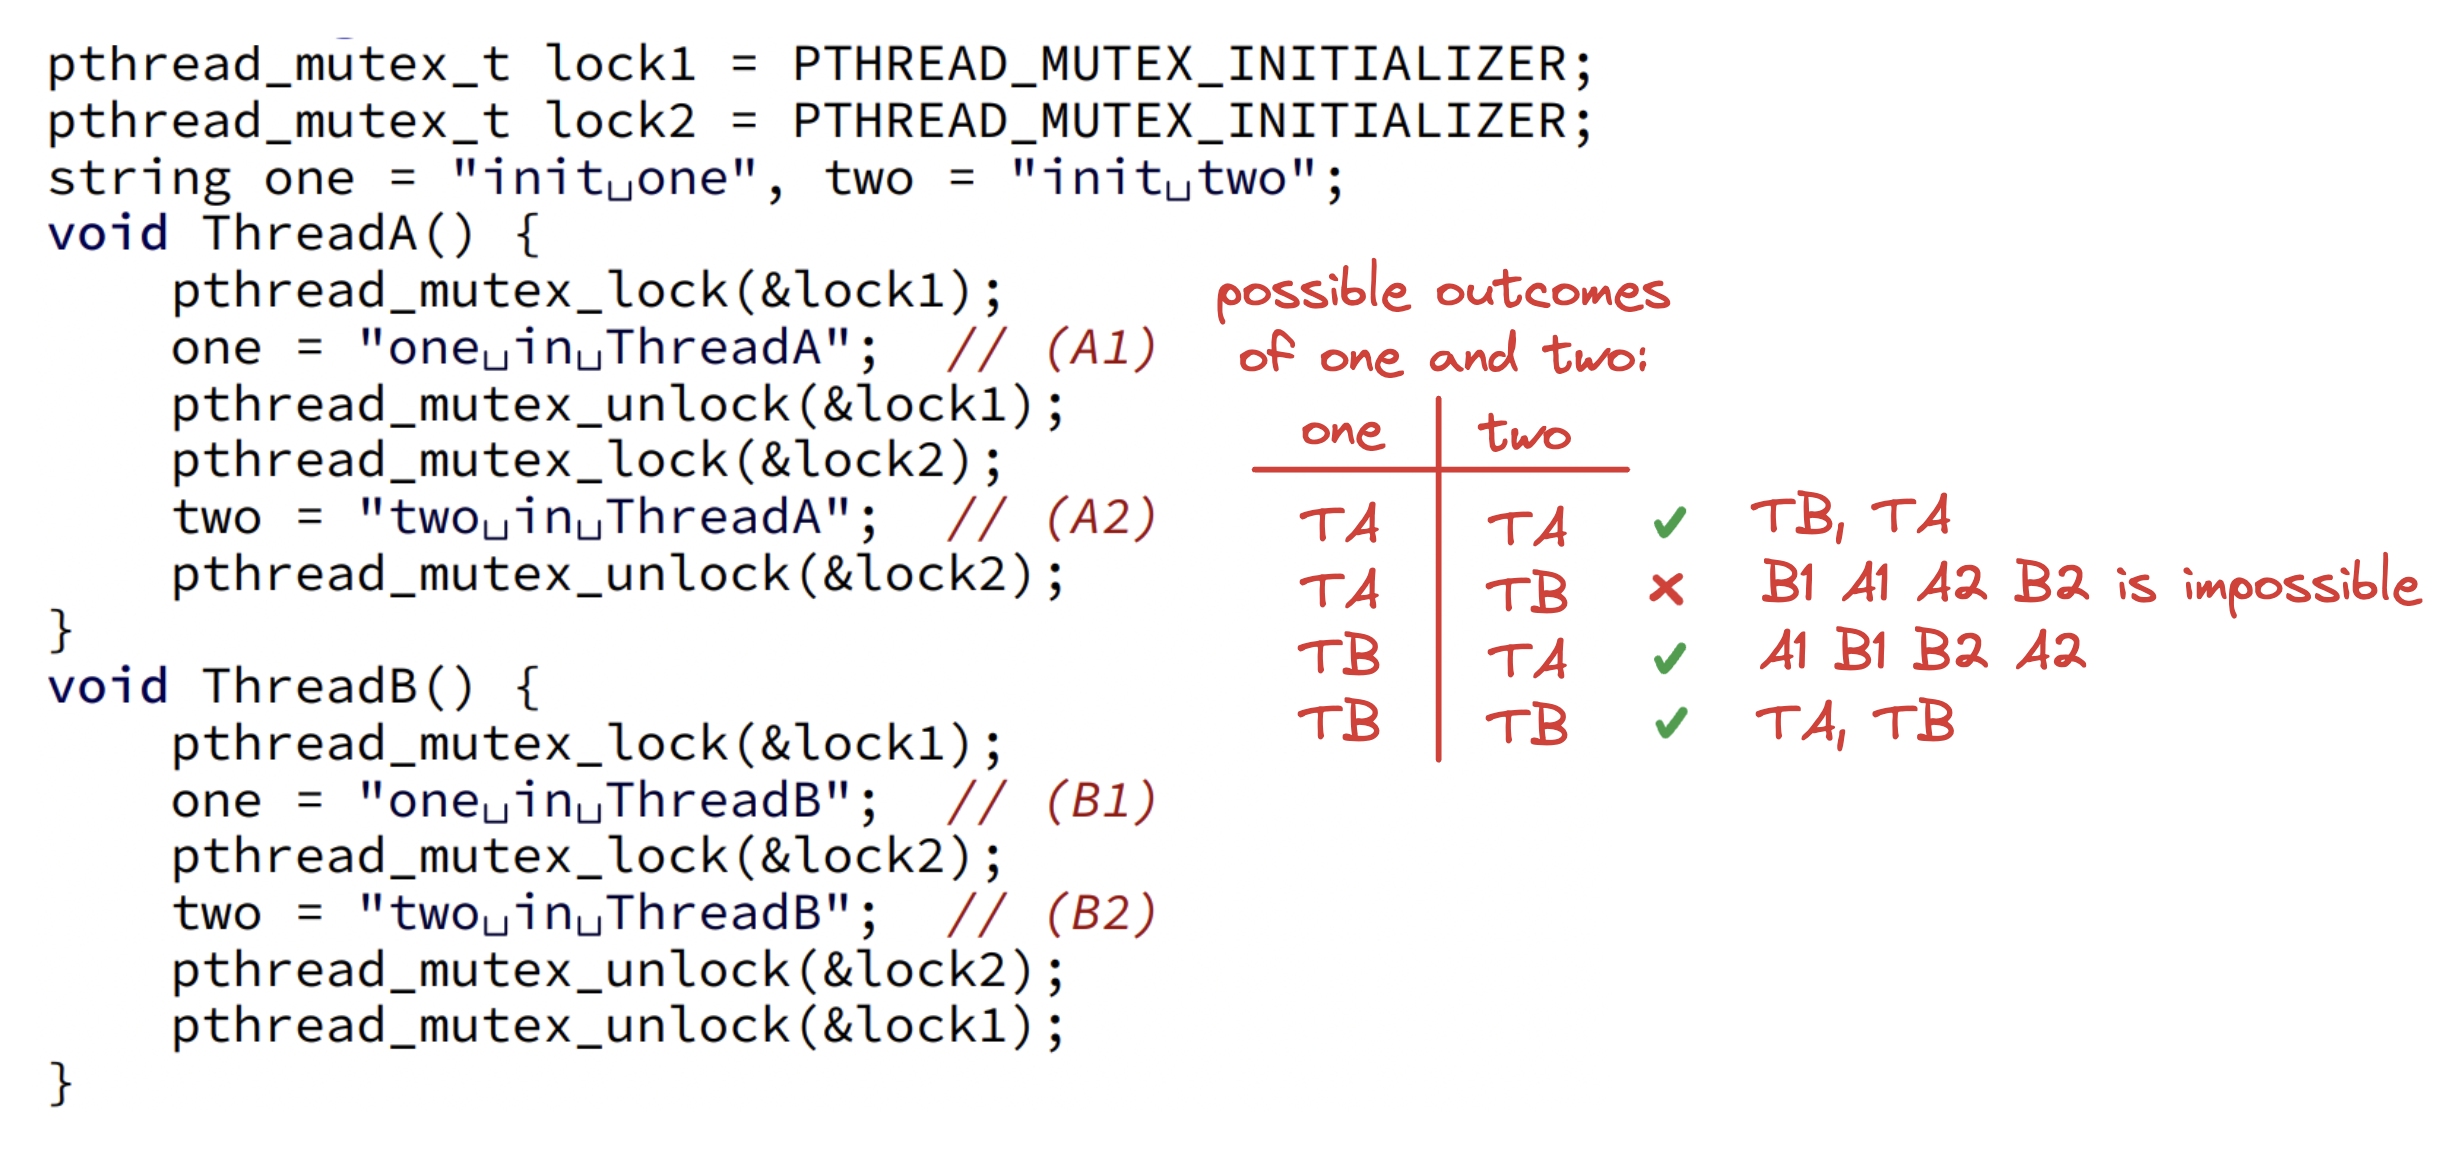 pthread_mutex_t lock1 = PTHREAD_MUTEX_INITIALIZER;
pthread_mutex_t lock2 = PTHREAD_MUTEX_INITIALIZER;
string one = "init␣one", two = "init␣two";
void ThreadA() {
pthread_mutex_lock(&lock1);
one = "one␣in␣ThreadA"; // (A1)
pthread_mutex_unlock(&lock1);
pthread_mutex_lock(&lock2);
two = "two␣in␣ThreadA"; // (A2)
pthread_mutex_unlock(&lock2);
}
void ThreadB() {
pthread_mutex_lock(&lock1);
one = "one␣in␣ThreadB"; // (B1)
pthread_mutex_lock(&lock2);
two = "two␣in␣ThreadB"; // (B2)
pthread_mutex_unlock(&lock2);
pthread_mutex_unlock(&lock1);
}
possible outcomes
of one and two:
one two
TA TA ✓ TB, TA
TA TB ✗ B1 A1 A2 B2 is impossible
TB TA ✓ A1 B1 B2 A2
TB TB ✓ TA, TB